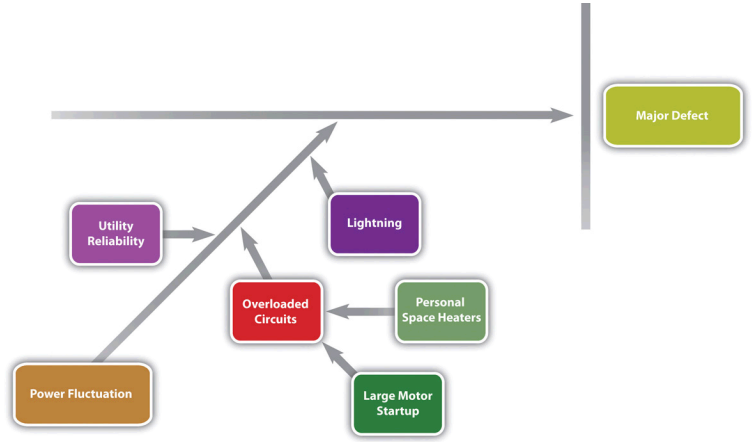 Major Defect
Utility
Reliability
Lightning
Overloaded
Circuits
Personal
Space Heaters
Power Fluctuation
Large Motor
Startup